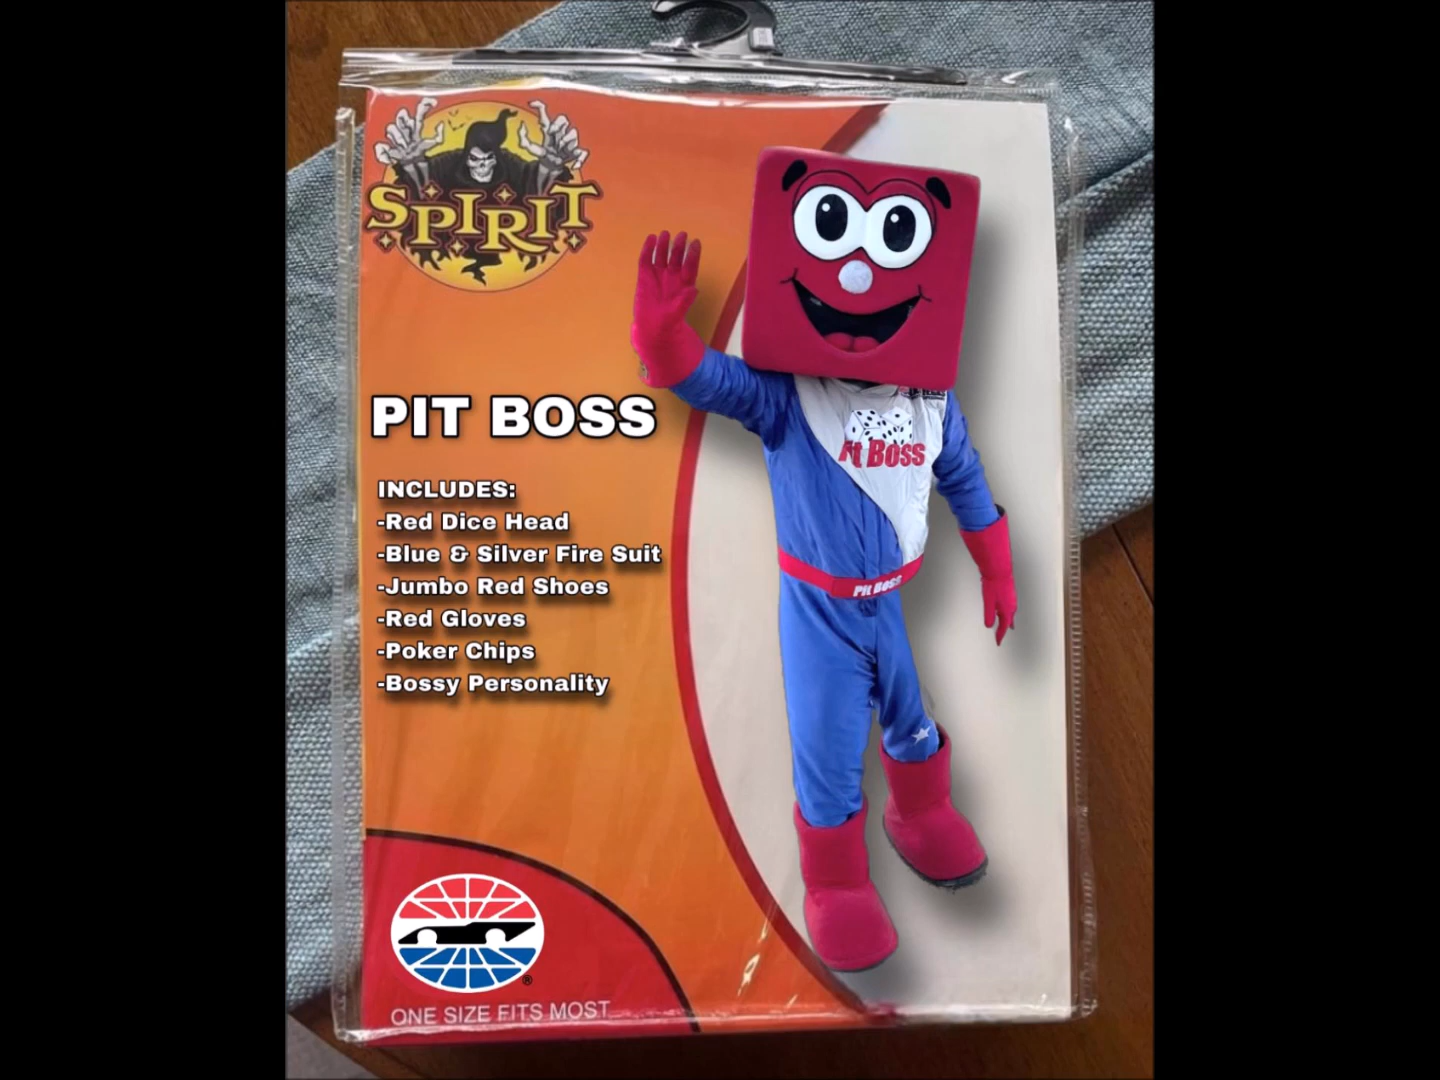 SPIRIT
PIT BOSS
INCLUDES:
-Red Dice Head
-Blue & Silver Fire Suit
-Jumbo Red Shoes
-Red Gloves
-Poker Chips
-Bossy Personality
Pit Boss
Pit Boss
®
ONE SIZE FITS MOST